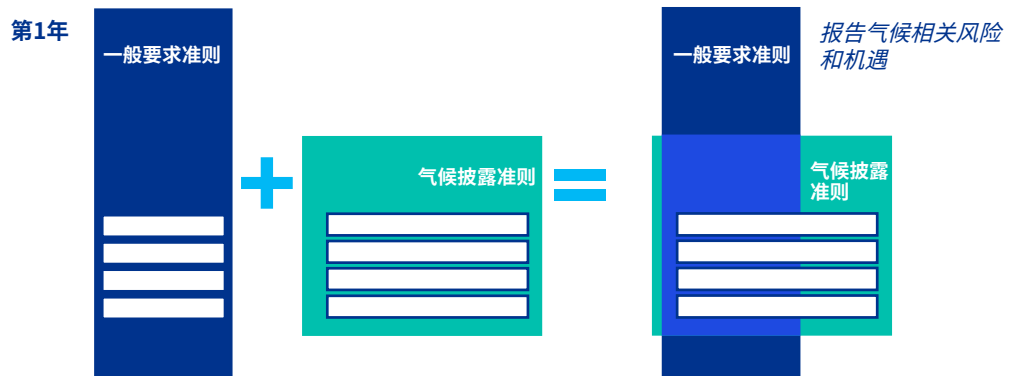 第1年
一般要求准则
气候披露准则
一般要求准则
气候披露
准则
报告气候相关风险
和机遇